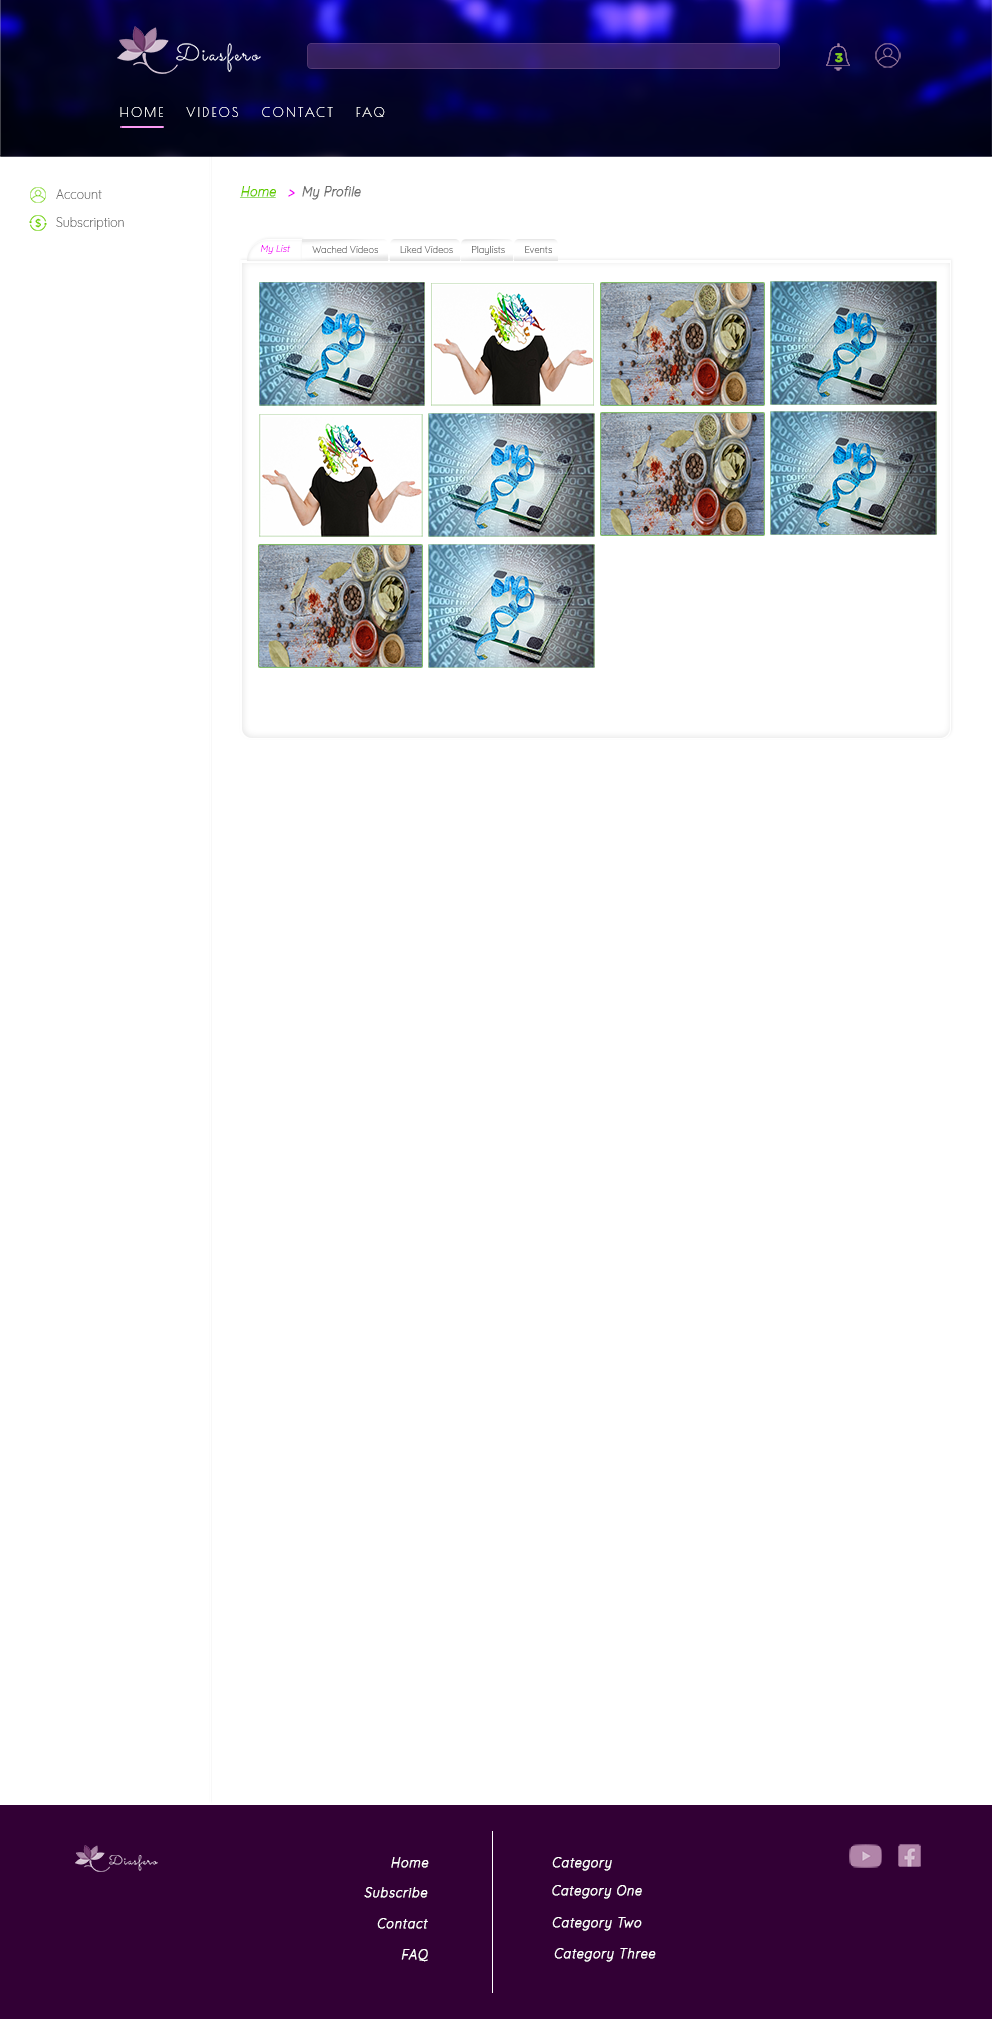 Diasfero
3
HOME VIDEOS CONTACT FAQ
Account
Subscription
Home > My Profile
My List Wached Videos Liked Videos Playlists Events
Diasfero
Home
Subscribe
Contact
FAQ
Category
Category One
Category Two
Category Three